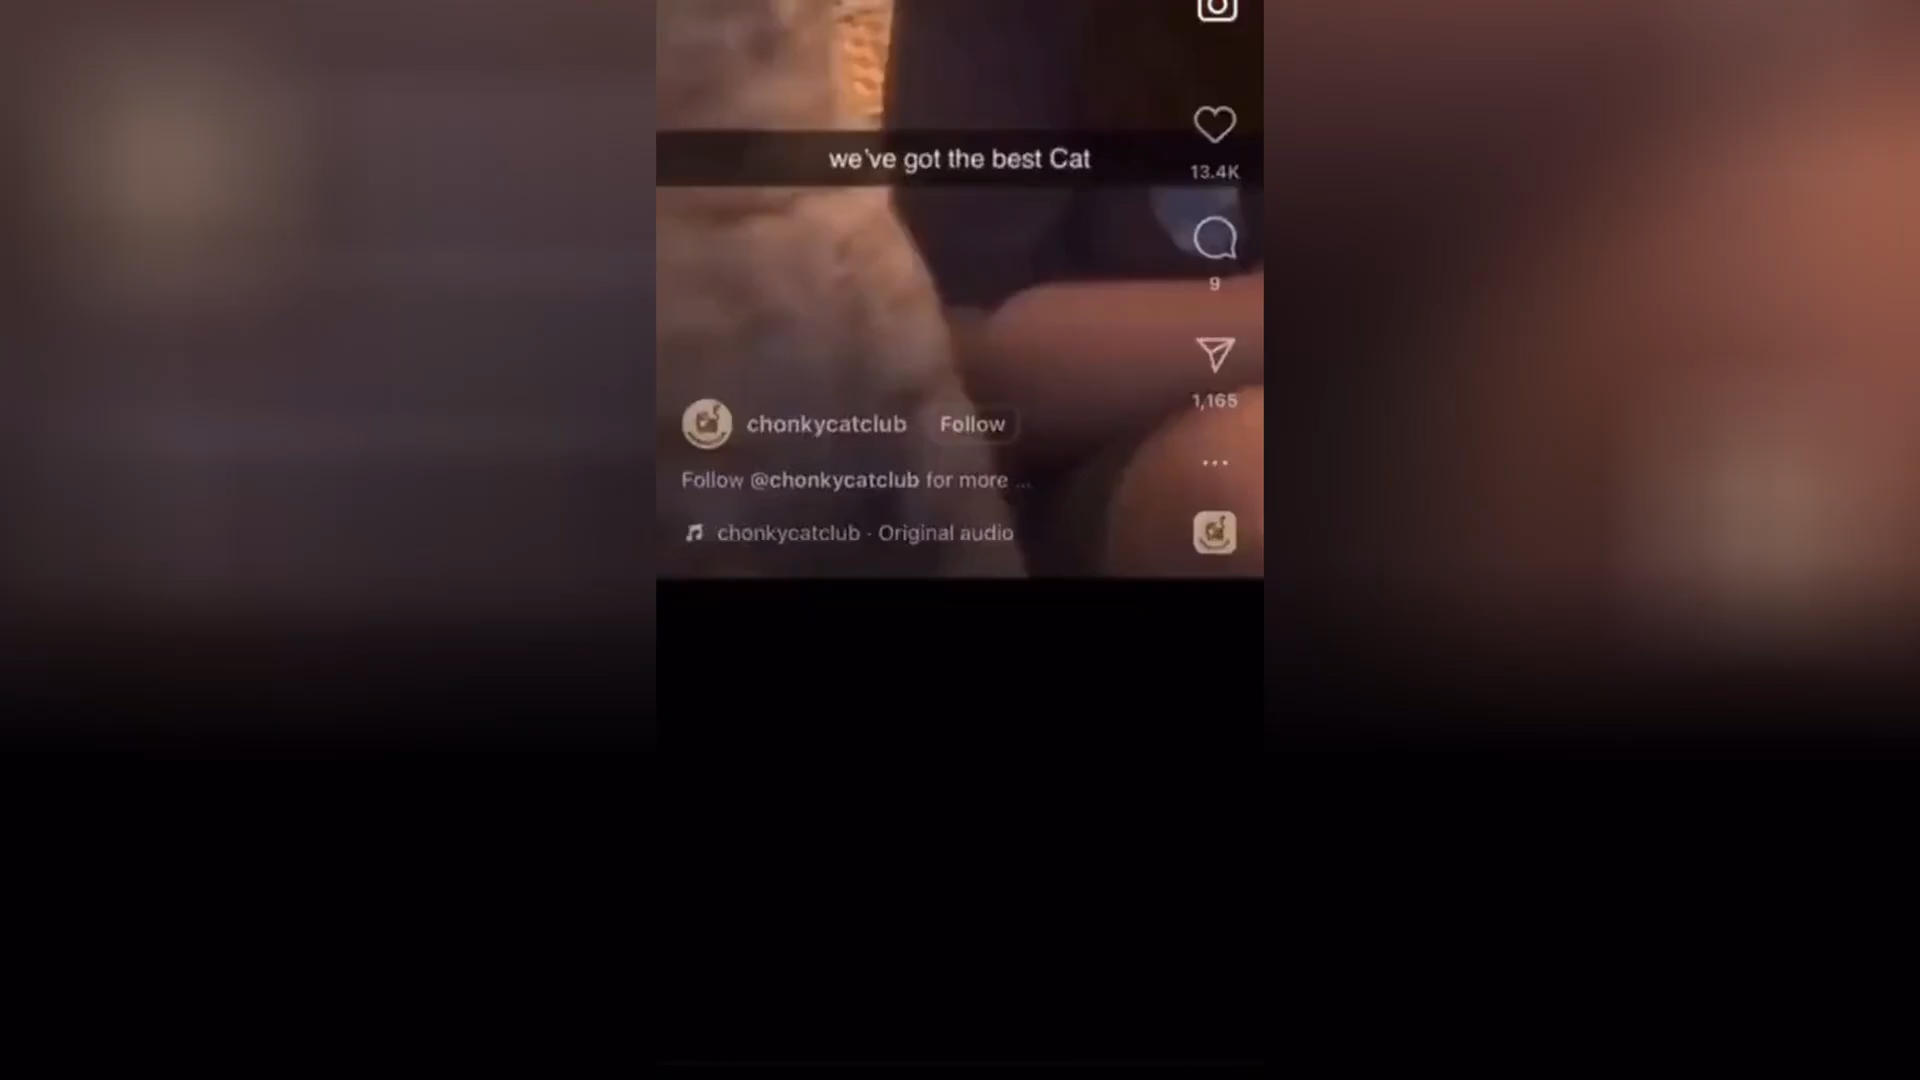 we've got the best Cat
13.4K
9
1,165
chonkycatclub Follow
Follow @chonkycatclub for more ...
chonkycatclub · Original audio